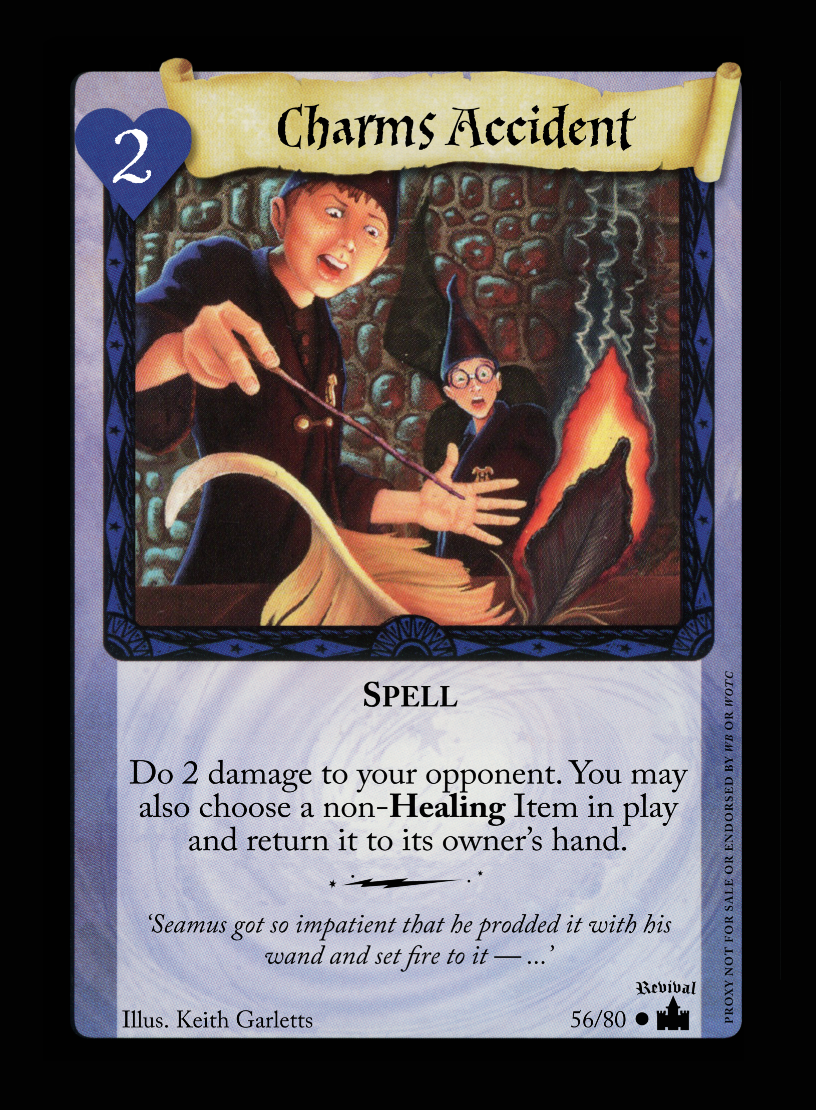 Charms Accident
2
SPELL
Do 2 damage to your opponent. You may
also choose a non-Healing Item in play
and return it to its owner’s hand.
‘Seamus got so impatient that he prodded it with his
wand and set fire to it — ...’
Revival
Illus. Keith Garletts
56/80
PROXY NOT FOR SALE OR ENDORSED BY WB OR WOTC